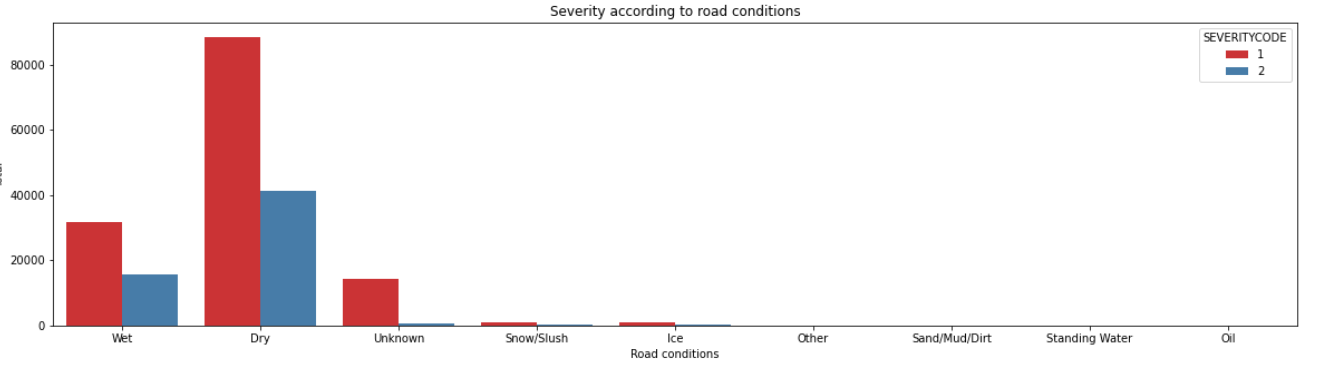 Severity according to road conditions
SEVERITYCODE
1
2
80000
60000
40000
20000
0
Wet Dry Unknown Snow/Slush Ice Other Sand/Mud/Dirt Standing Water Oil
Road conditions